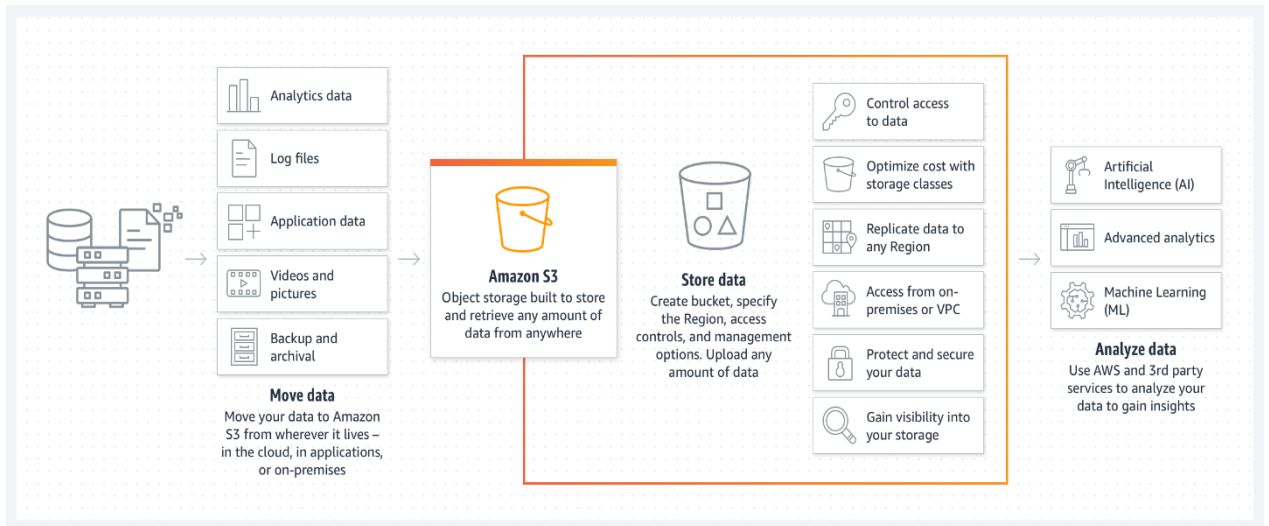 Analytics data
Log files
Application data
Videos and
pictures
Backup and
archival
Move data
Move your data to Amazon
S3 from wherever it lives –
in the cloud, in applications,
or on-premises
Amazon S3
Object storage built to store
and retrieve any amount of
data from anywhere
Store data
Create bucket, specify
the Region, access
controls, and management
options. Upload any
amount of data
Control access
to data
Optimize cost with
storage classes
Replicate data to
any Region
Access from on-
premises or VPC
Protect and secure
your data
Gain visibility into
your storage
Artificial
Intelligence (AI)
Advanced analytics
Machine Learning
(ML)
Analyze data
Use AWS and 3rd party
services to analyze your
data to gain insights